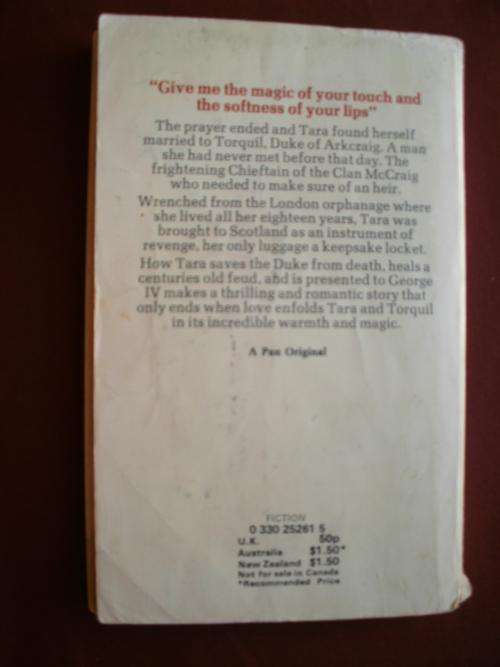 "Give me the magic of your touch and
the softness of your lips"
The prayer ended and Tara found herself
married to Torquil, Duke of Arkcraig. A man
she had never met before that day. The
frightening Chieftain of the Clan McCraig
who needed to make sure of an heir.
Wrenched from the London orphanage where
she lived all her eighteen years, Tara was
brought to Scotland as an instrument of
revenge, her only luggage a keepsake locket.
How Tara saves the Duke from death, heals a
centuries old feud, and is presented to George
IV makes a thrilling and romantic story that
only ends when love enfolds Tara and Torquil
in its incredible warmth and magic.
A Pan Original
FICTION
0 330 25261 5
U.K. 50p
Australia $1.50*
New Zealand $1.50
Not for sale in Canada
*Recommended Price